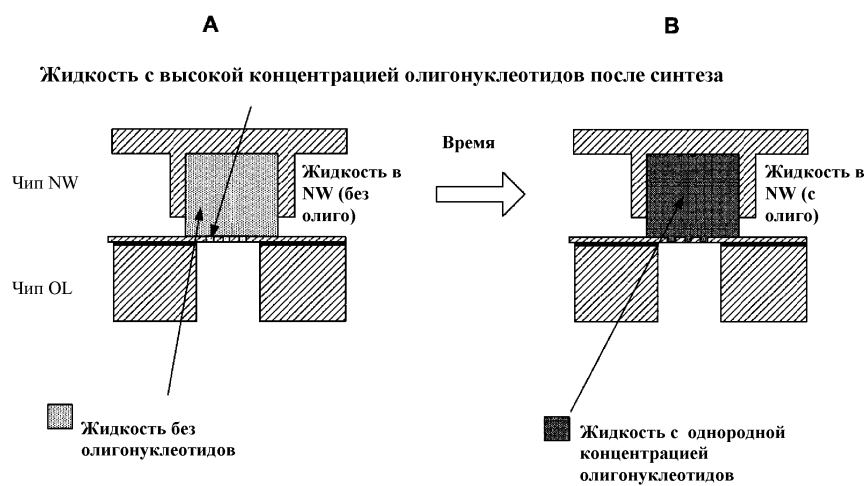 A
B
Жидкость с высокой концентрацией олигонуклеотидов после синтеза
Время
Чип NW
Жидкость в
NW (без
олиго)
Жидкость в
NW (с
олиго)
Чип OL
Жидкость без
олигонуклеотидов
Жидкость с однородной
концентрацией
олигонуклеотидов